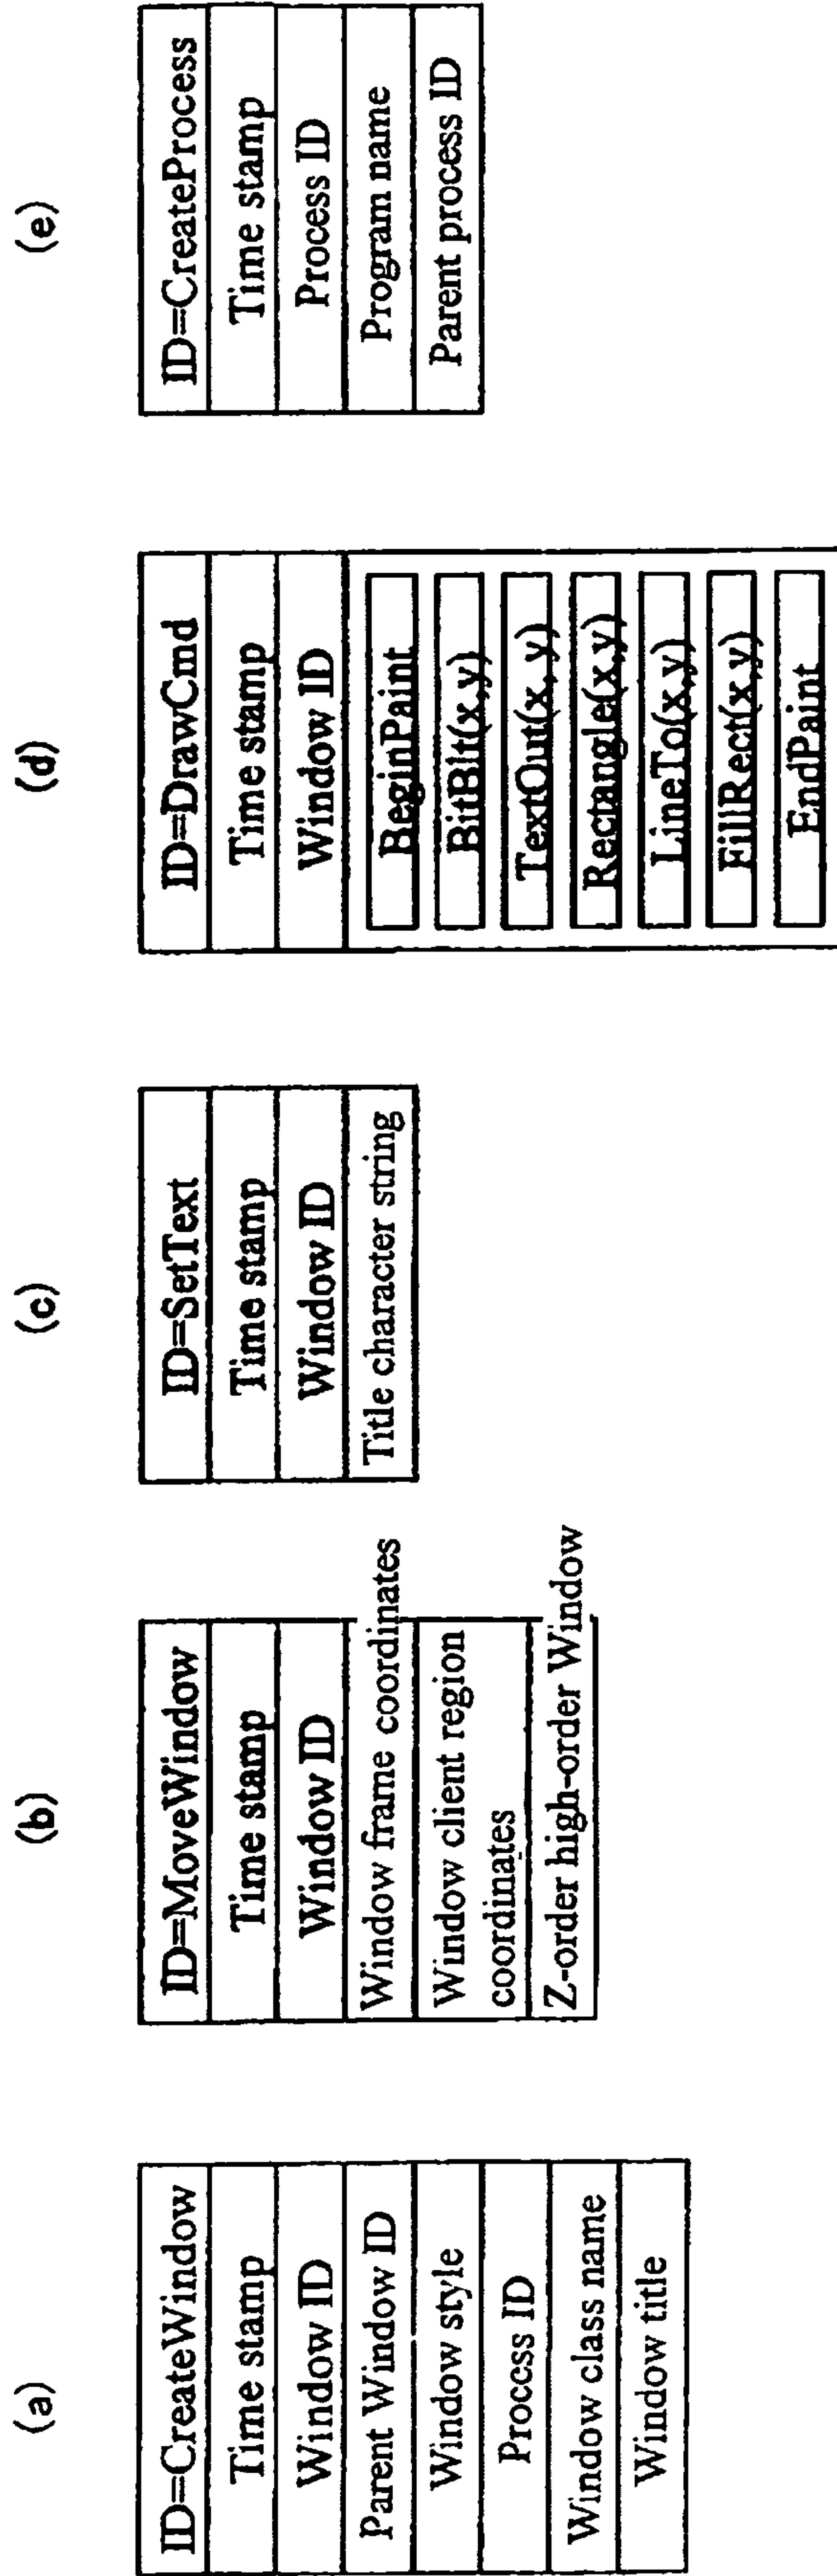 (a)
ID=CreateWindow
Time stamp
Window ID
Parent Window ID
Window style
Process ID
Window class name
Window title
(b)
ID=MoveWindow
Time stamp
Window ID
Window frame coordinates
Window client region
coordinates
Z-order high-order Window
(c)
ID=SetText
Time stamp
Window ID
Title character string
(d)
ID=DrawCmd
Time stamp
Window ID
BeginPaint
BitBlt(x,y)
TextOut(x, y)
Rectangle(x,y)
LineTo(x,y)
FillRect(x,y)
EndPaint
(e)
ID=CreateProcess
Time stamp
Process ID
Program name
Parent process ID